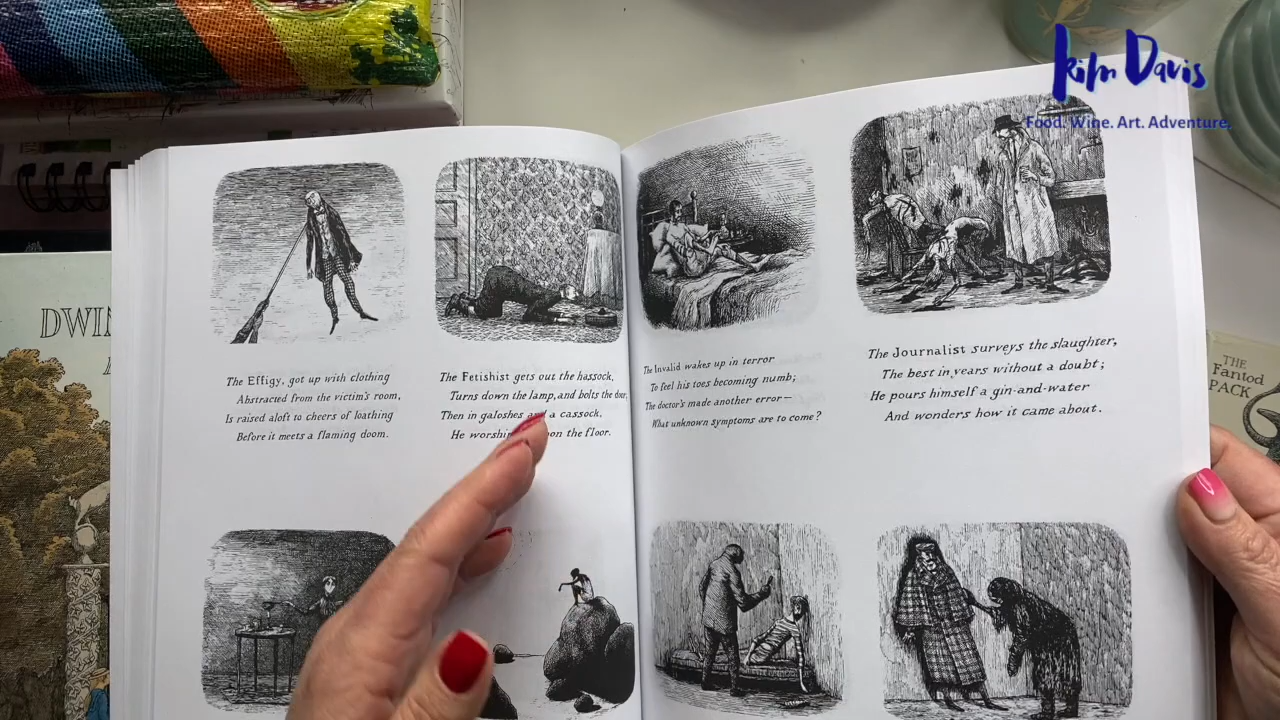 Kim Davis
Food. Wine. Art. Adventure.
DWIN
THE
Fantod
PACK
The Effigy, got up with clothing
Abstracted from the victim's room,
Is raised aloft to cheers of loathing
Before it meets a flaming doom.
The Fetishist gets out the hassock,
Turns down the lamp, and bolts the door,
Then in galoshes and a cassock,
He worship on the floor.
The Invalid wakes up in terror
To feel his toes becoming numb;
The doctor's made another error—
What unknown symptoms are to come?
The Journalist surveys the slaughter,
The best in years without a doubt;
He pours himself a gin-and-water
And wonders how it came about.